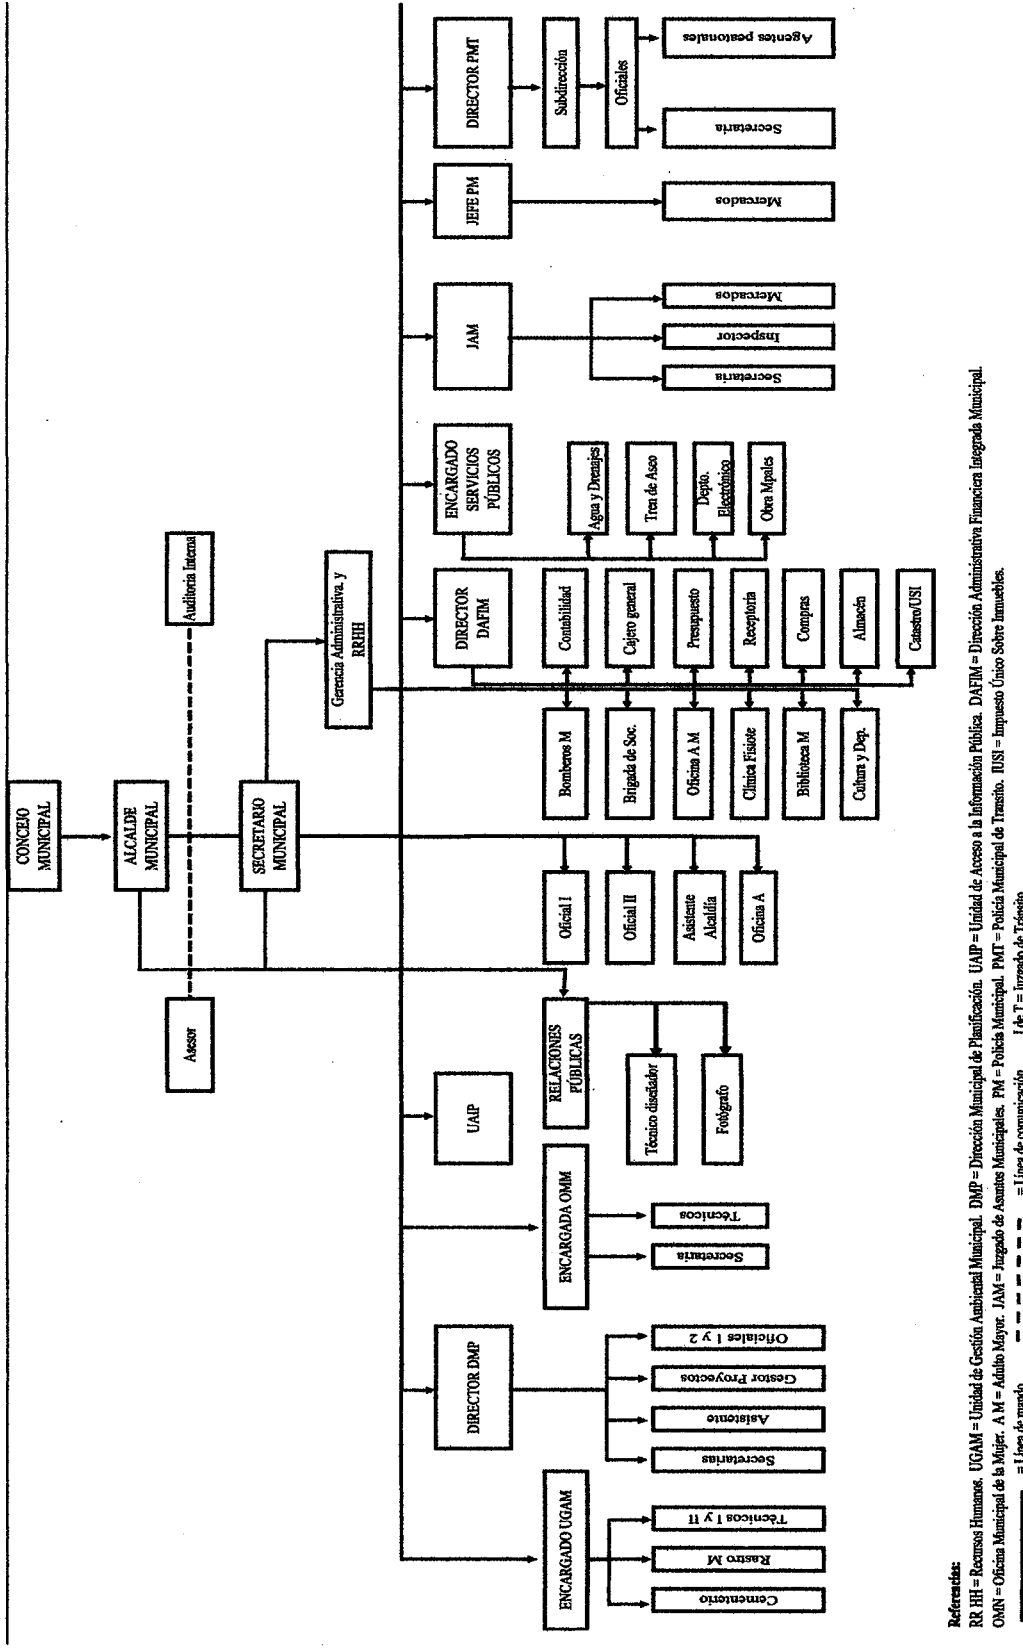 CONCEJO
MUNICIPAL
ALCALDE
MUNICIPAL
Asesor
Auditoria Interna
SECRETARIO
MUNICIPAL
Gerencia Administrativa. y
RRHH
ENCARGADO UGAM
Cementerio
Rastro M
Técnicos I y II
DIRECTOR DMP
Secretarias
Asistente
Gestor Proyectos
Oficiales 1 y 2
ENCARGADA OMM
Secretaria
Técnicos
UAIP
RELACIONES
PÚBLICAS
Técnico diseñador
Fotógrafo
Oficial I
Oficial II
Asistente
Alcaldía
Oficina A
Bomberos M
Brigada de Soc.
Oficina A M
Clínica Fisiote
Biblioteca M
Cultura y Dep.
DIRECTOR
DAFIM
Contabilidad
Cajero general
Presupuesto
Receptoría
Compras
Almacén
Catastro/USI
ENCARGADO
SERVICIOS
PÚBLICOS
Agua y Drenajes
Tren de Aseo
Depto.
Electrónico
Obra Mpales
JAM
Secretaria
Inspector
Mercados
JEFE PM
Mercados
DIRECTOR PMT
Subdirección
Oficiales
Secretaria
Agentes peatonales
Referencias:
RR HH = Recursos Humanos. UGAM = Unidad de Gestión Ambiental Municipal. DMP = Dirección Municipal de Planificación. UAIP = Unidad de Acceso a la Información Pública. DAFIM = Dirección Administrativa Financiera Integrada Municipal.
OMN = Oficina Municipal de la Mujer. A M = Adulto Mayor. JAM = Juzgado de Asuntos Municipales. PM = Policía Municipal. PMT = Policía Municipal de Transito. IUSI = Impuesto Único Sobre Inmuebles.
= Línea de mando = Línea de comunicación J de T = Juzgado de Tránsito